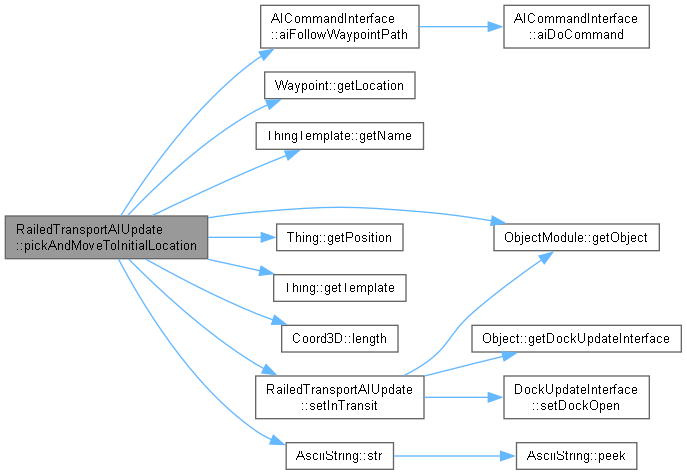 AICommandInterface
::aiFollowWaypointPath
AICommandInterface
::aiDoCommand
Waypoint::getLocation
ThingTemplate::getName
RailedTransportAIUpdate
::pickAndMoveToInitialLocation
Thing::getPosition
ObjectModule::getObject
Thing::getTemplate
Coord3D::length
Object::getDockUpdateInterface
RailedTransportAIUpdate
::setInTransit
DockUpdateInterface
::setDockOpen
AsciiString::str
AsciiString::peek